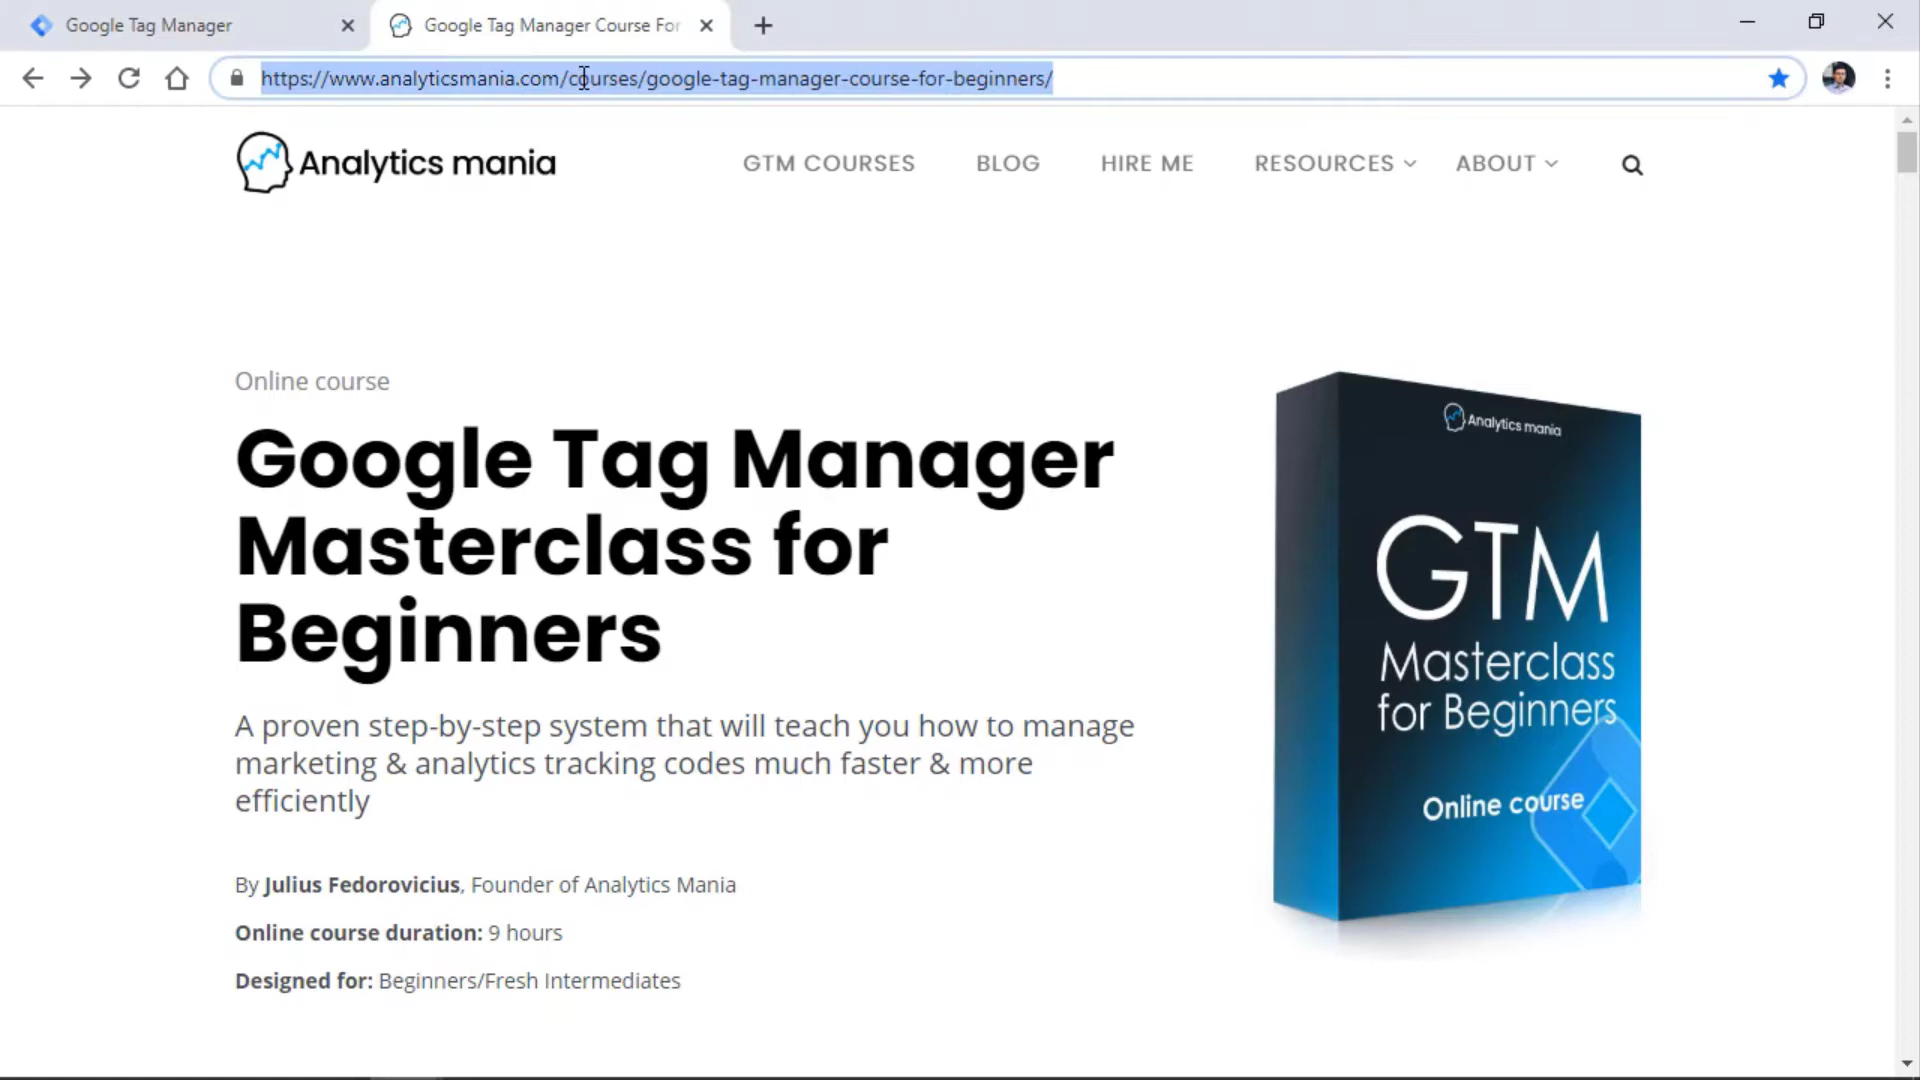 Google Tag Manager
Google Tag Manager Course For
https://www.analyticsmania.com/courses/google-tag-manager-course-for-beginners/
Analytics mania
GTM COURSES
BLOG
HIRE ME
RESOURCES
ABOUT
Online course
Google Tag Manager
Masterclass for
Beginners
A proven step-by-step system that will teach you how to manage
marketing & analytics tracking codes much faster & more
efficiently
By Julius Fedorovicius, Founder of Analytics Mania
Online course duration: 9 hours
Designed for: Beginners/Fresh Intermediates
Analytics mania
GTM
Masterclass
for Beginners
Online course